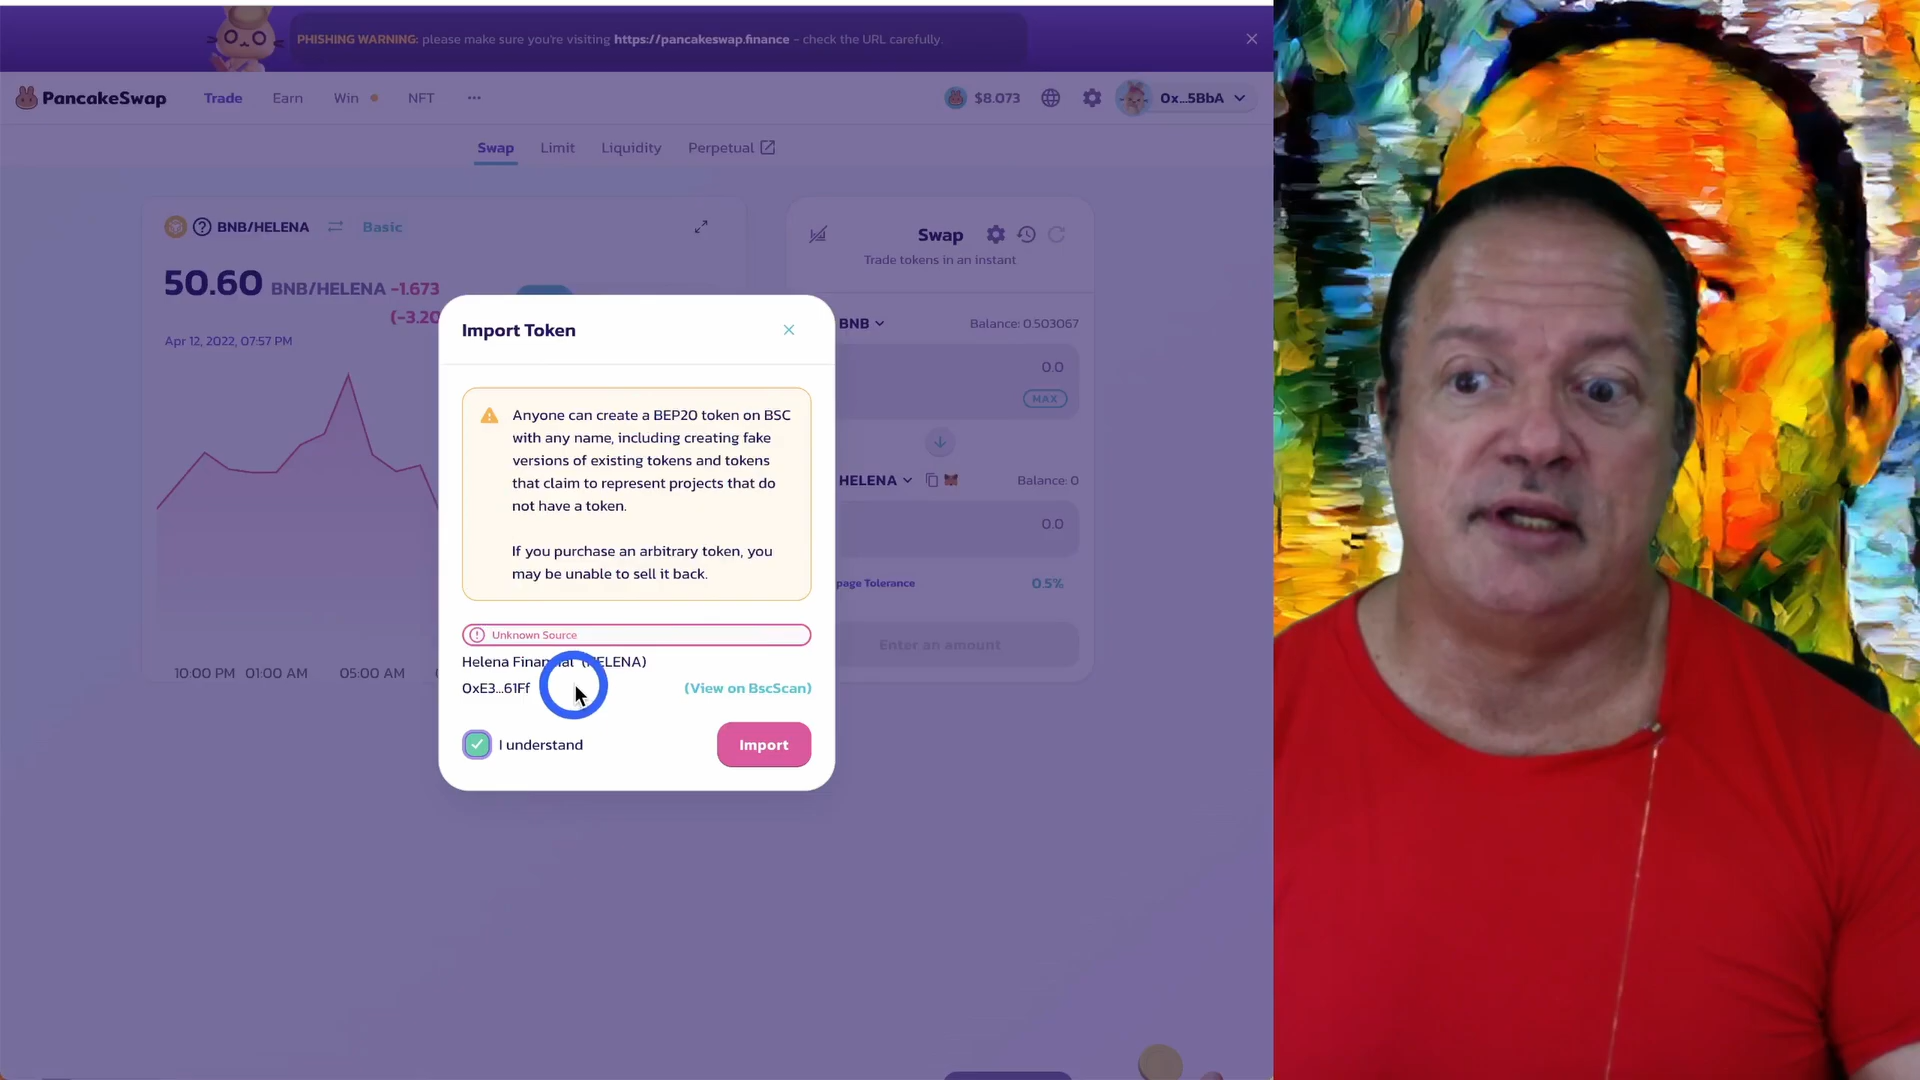 PHISHING WARNING: please make sure you're visiting https://pancakeswap.finance - check the URL carefully.
PancakeSwap Trade Earn Win NFT $8.073 0x...5BbA
Swap Limit Liquidity Perpetual
BNB/HELENA Basic
50.60 BNB/HELENA -1.673
(-3.20
Apr 12, 2022, 07:57 PM
10:00 PM 01:00 AM 05:00 AM
Swap
Trade tokens in an instant
BNB Balance: 0.503067
0.0
MAX
HELENA Balance: 0
0.0
page Tolerance 0.5%
Enter an amount
Import Token
Anyone can create a BEP20 token on BSC
with any name, including creating fake
versions of existing tokens and tokens
that claim to represent projects that do
not have a token.
If you purchase an arbitrary token, you
may be unable to sell it back.
Unknown Source
Helena Financial (HELENA)
0xE3...61Ff (View on BscScan)
I understand Import